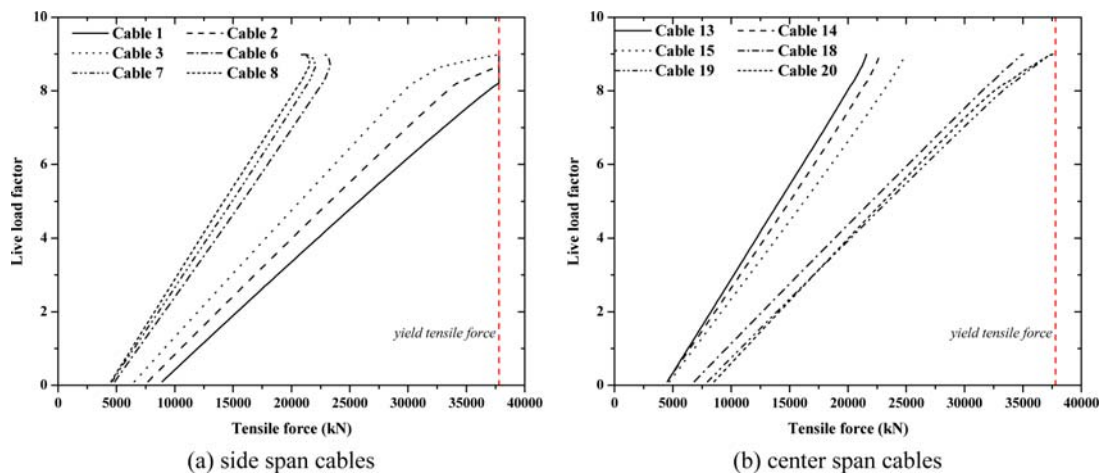 10
8
6
4
2
0
Live load factor
Cable 1 Cable 2
Cable 3 Cable 6
Cable 7 Cable 8
yield tensile force
0 5000 10000 15000 20000 25000 30000 35000 40000
Tensile force (kN)
(a) side span cables
10
8
6
4
2
0
Live load factor
Cable 13 Cable 14
Cable 15 Cable 18
Cable 19 Cable 20
yield tensile force
0 5000 10000 15000 20000 25000 30000 35000 40000
Tensile force (kN)
(b) center span cables